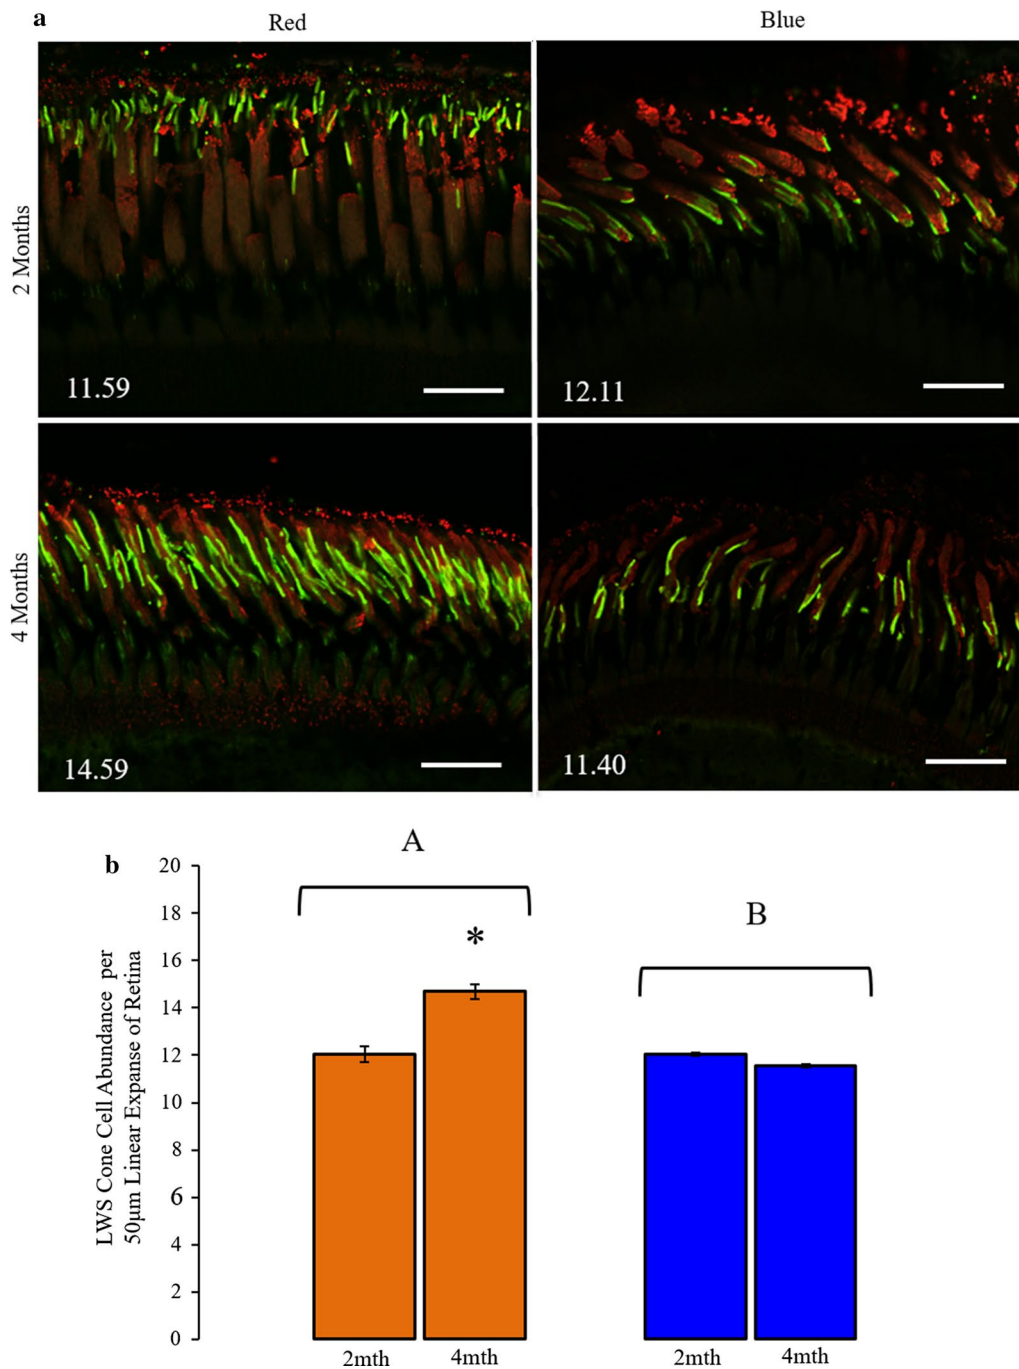 a
Red
Blue
2 Months
11.59
12.11
4 Months
14.59
11.40
b
A
B
*
LWS Cone Cell Abundance per
50µm Linear Expanse of Retina
20
18
16
14
12
10
8
6
4
2
0
2mth
4mth
2mth
4mth